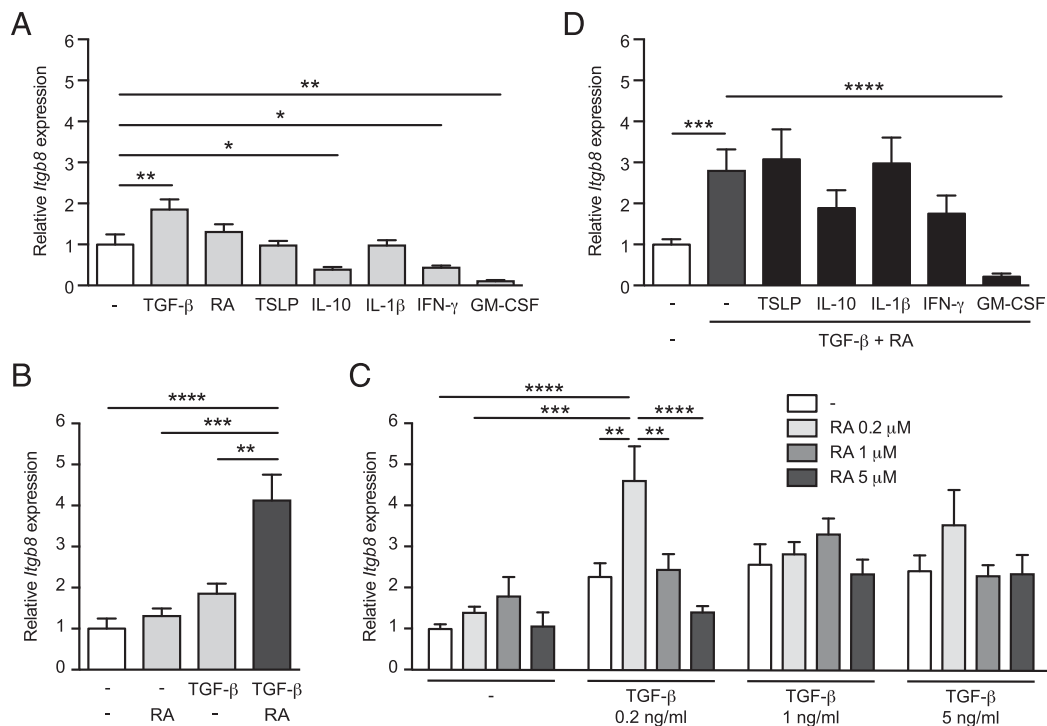 A
Relative Itgb8 expression
6
5
4
3
2
1
0
**
*
*
**
- TGF-β RA TSLP IL-10 IL-1β IFN-γ GM-CSF
D
Relative Itgb8 expression
6
5
4
3
2
1
0
****
***
- - TSLP IL-10 IL-1β IFN-γ GM-CSF
- TGF-β + RA
B
Relative Itgb8 expression
6
5
4
3
2
1
0
****
***
**
- - TGF-β TGF-β
- RA - RA
C
Relative Itgb8 expression
6
5
4
3
2
1
0
****
*** ****
** **
-
RA 0.2 μM
RA 1 μM
RA 5 μM
- TGF-β TGF-β TGF-β
0.2 ng/ml 1 ng/ml 5 ng/ml